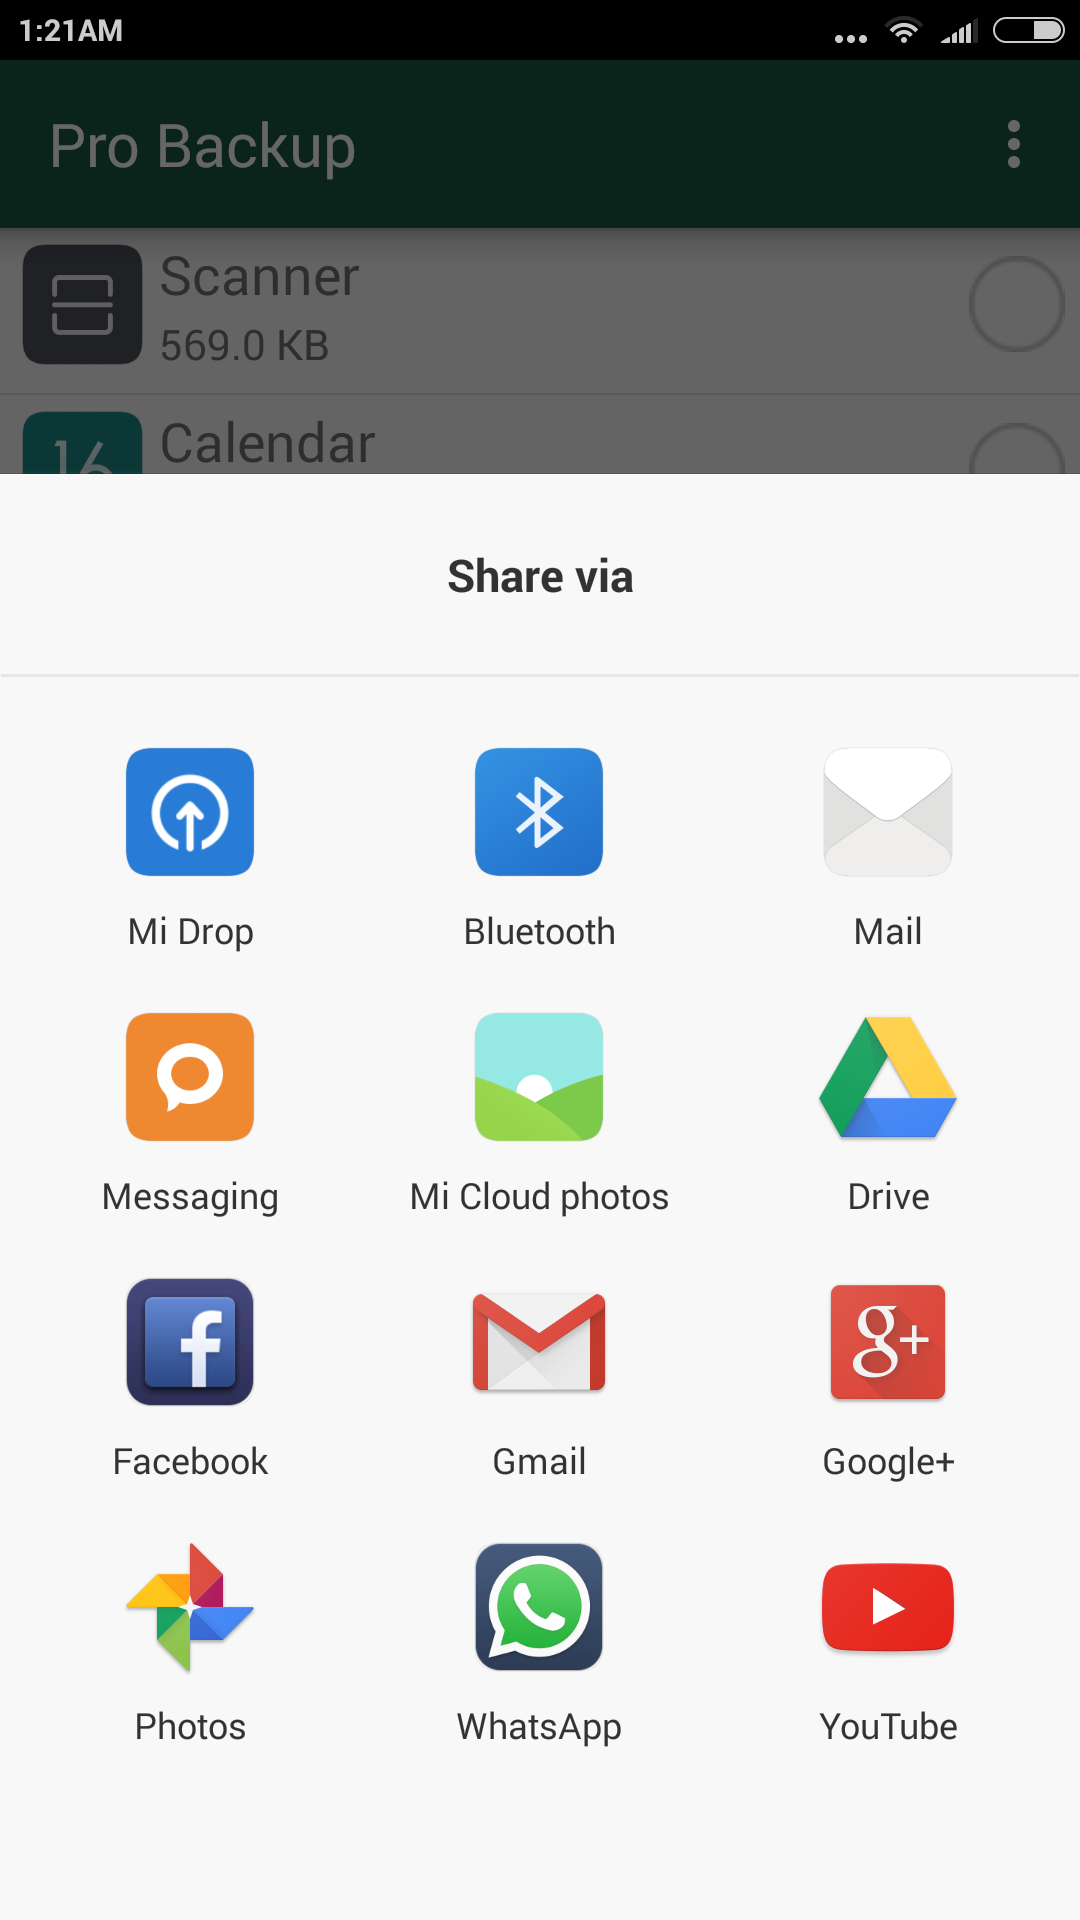 1:21AM
Pro Backup
Scanner
569.0 KB
Calendar
16
Share via
Mi Drop
Bluetooth
Mail
Messaging
Mi Cloud photos
Drive
Facebook
Gmail
Google+
Photos
WhatsApp
YouTube